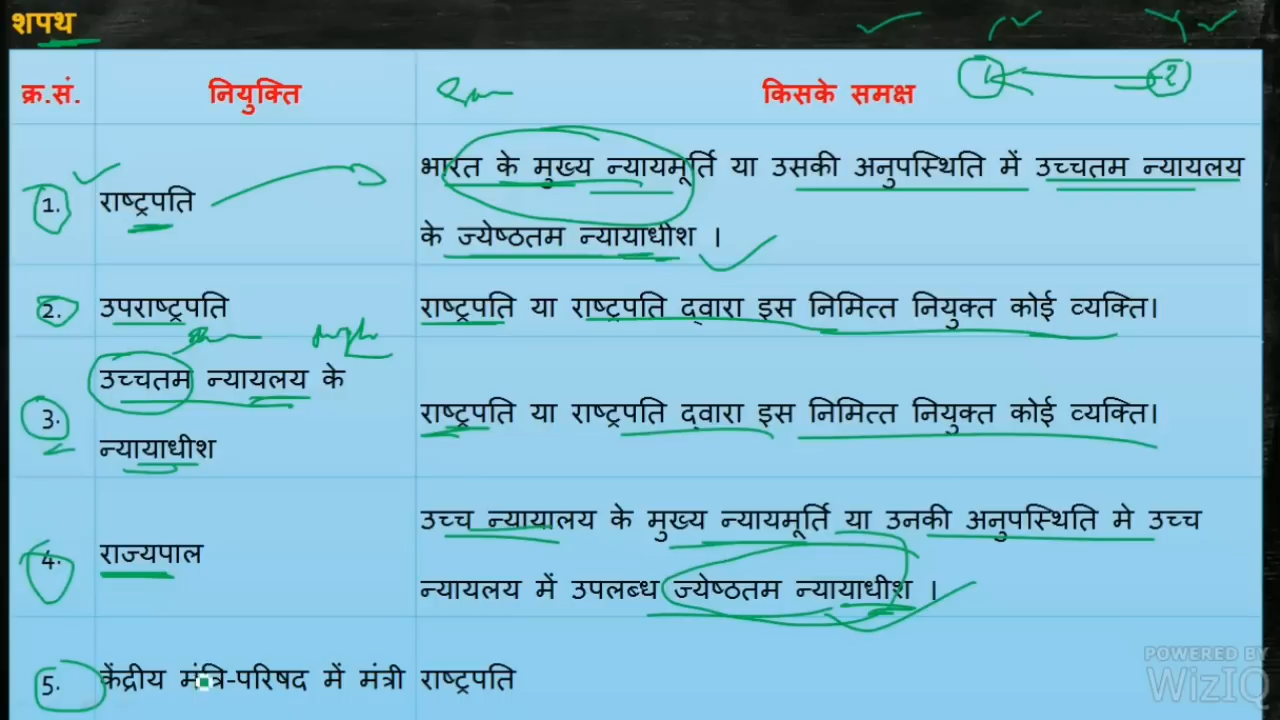 शपथ
क्र.सं. नियुक्ति किसके समक्ष 1 2
1. राष्ट्रपति भारत के मुख्य न्यायमूर्ति या उसकी अनुपस्थिति में उच्चतम न्यायलय
के ज्येष्ठतम न्यायाधीश ।
2. उपराष्ट्रपति राष्ट्रपति या राष्ट्रपति द्वारा इस निमित्त नियुक्त कोई व्यक्ति।
उच्चतम न्यायलय के
3. न्यायाधीश राष्ट्रपति या राष्ट्रपति द्वारा इस निमित्त नियुक्त कोई व्यक्ति।
4. राज्यपाल उच्च न्यायालय के मुख्य न्यायमूर्ति या उनकी अनुपस्थिति मे उच्च
न्यायलय में उपलब्ध ज्येष्ठतम न्यायाधीश ।
5. केंद्रीय मंत्रि-परिषद में मंत्री राष्ट्रपति
POWERED BY
WizIQ